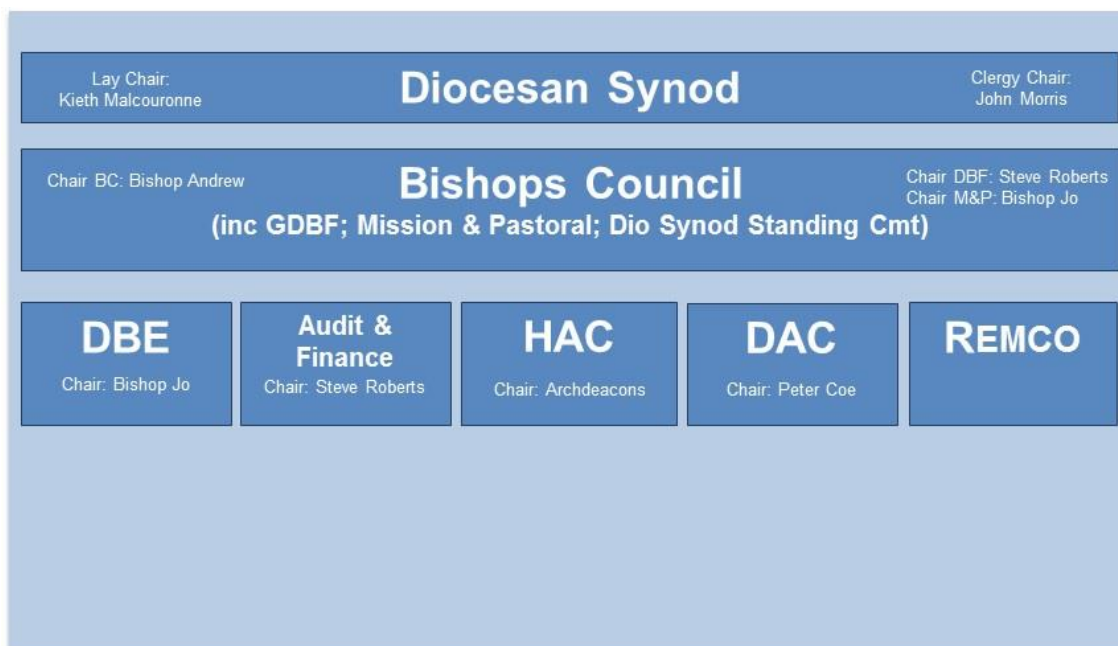 Lay Chair:
Kieth Malcouronne
Diocesan Synod
Clergy Chair:
John Morris
Chair BC: Bishop Andrew
Bishops Council
Chair DBF: Steve Roberts
Chair M&P: Bishop Jo
(inc GDBF; Mission & Pastoral; Dio Synod Standing Cmt)
DBE
Chair: Bishop Jo
Audit &
Finance
Chair: Steve Roberts
HAC
Chair: Archdeacons
DAC
Chair: Peter Coe
REMCO